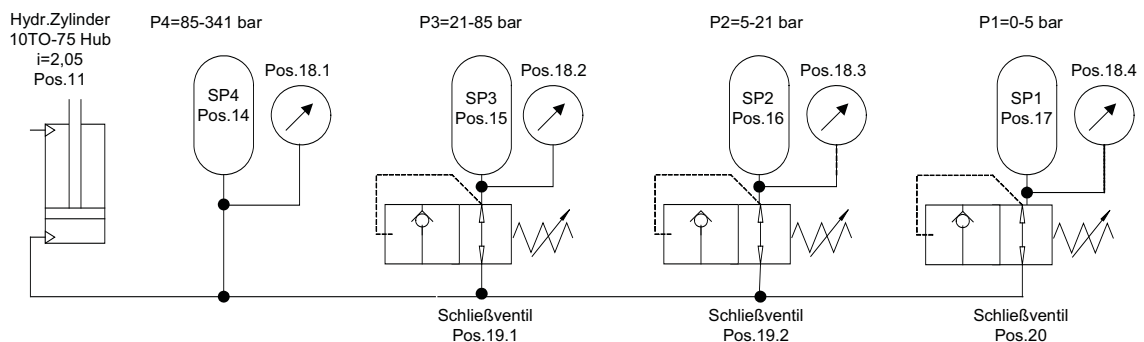 Hydr.Zylinder
10TO-75 Hub
i=2,05
Pos.11
P4=85-341 bar
P3=21-85 bar
P2=5-21 bar
P1=0-5 bar
Pos.18.1
Pos.18.2
Pos.18.3
Pos.18.4
SP4
Pos.14
SP3
Pos.15
SP2
Pos.16
SP1
Pos.17
Schließventil
Pos.19.1
Schließventil
Pos.19.2
Schließventil
Pos.20